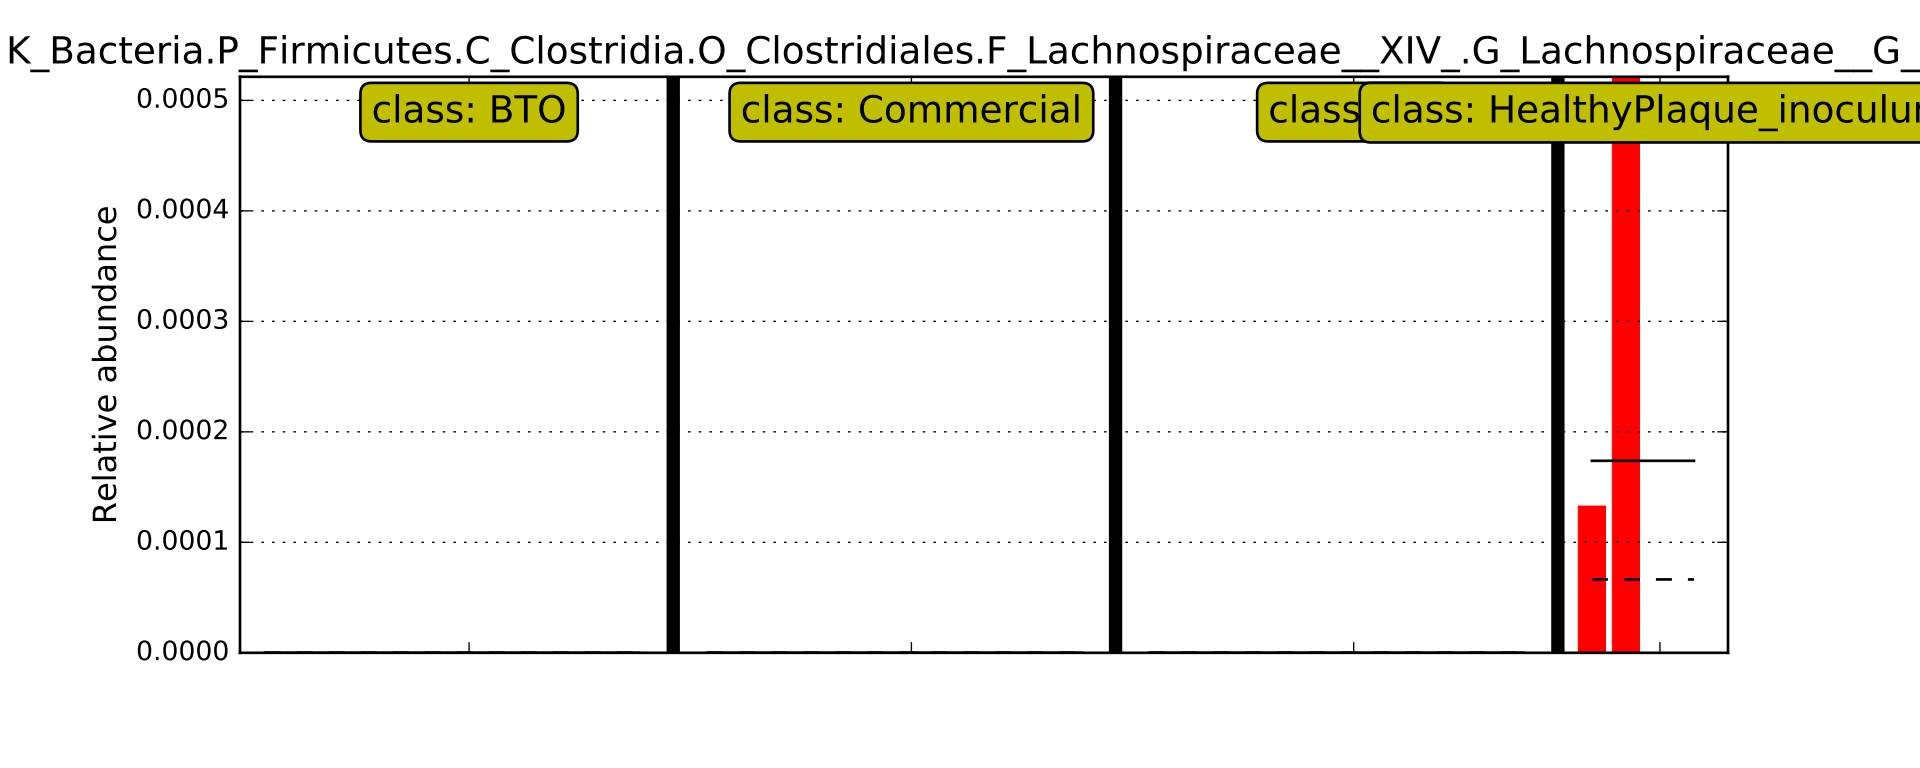 K_Bacteria.P_Firmicutes.C_Clostridia.O_Clostridiales.F_Lachnospiraceae__XIV_.G_Lachnospiraceae__G_
class: BTO
class: Commercial
class
class: HealthyPlaque_inoculu
0.0005
0.0004
0.0003
0.0002
0.0001
0.0000
Relative abundance